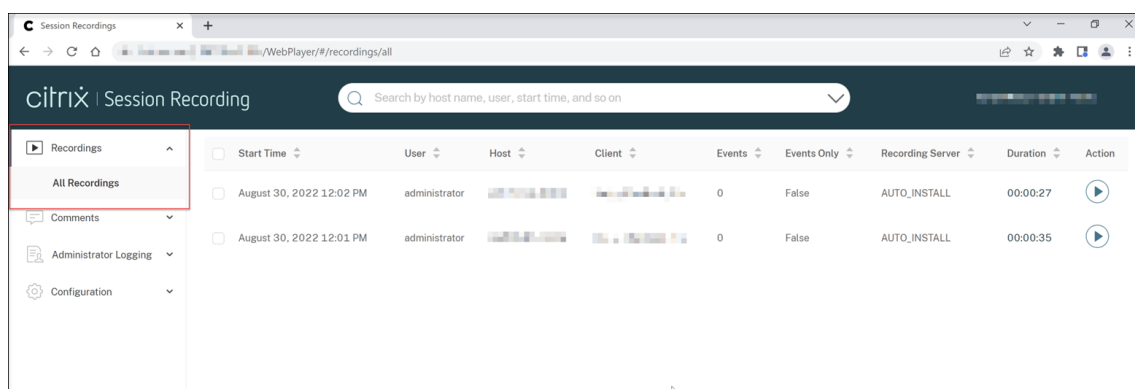 Session Recordings
/WebPlayer/#/recordings/all
citrix | Session Recording
Search by host name, user, start time, and so on
Recordings
All Recordings
Comments
Administrator Logging
Configuration
Start Time User Host Client Events Events Only Recording Server Duration Action
August 30, 2022 12:02 PM administrator 0 False AUTO_INSTALL 00:00:27
August 30, 2022 12:01 PM administrator 0 False AUTO_INSTALL 00:00:35